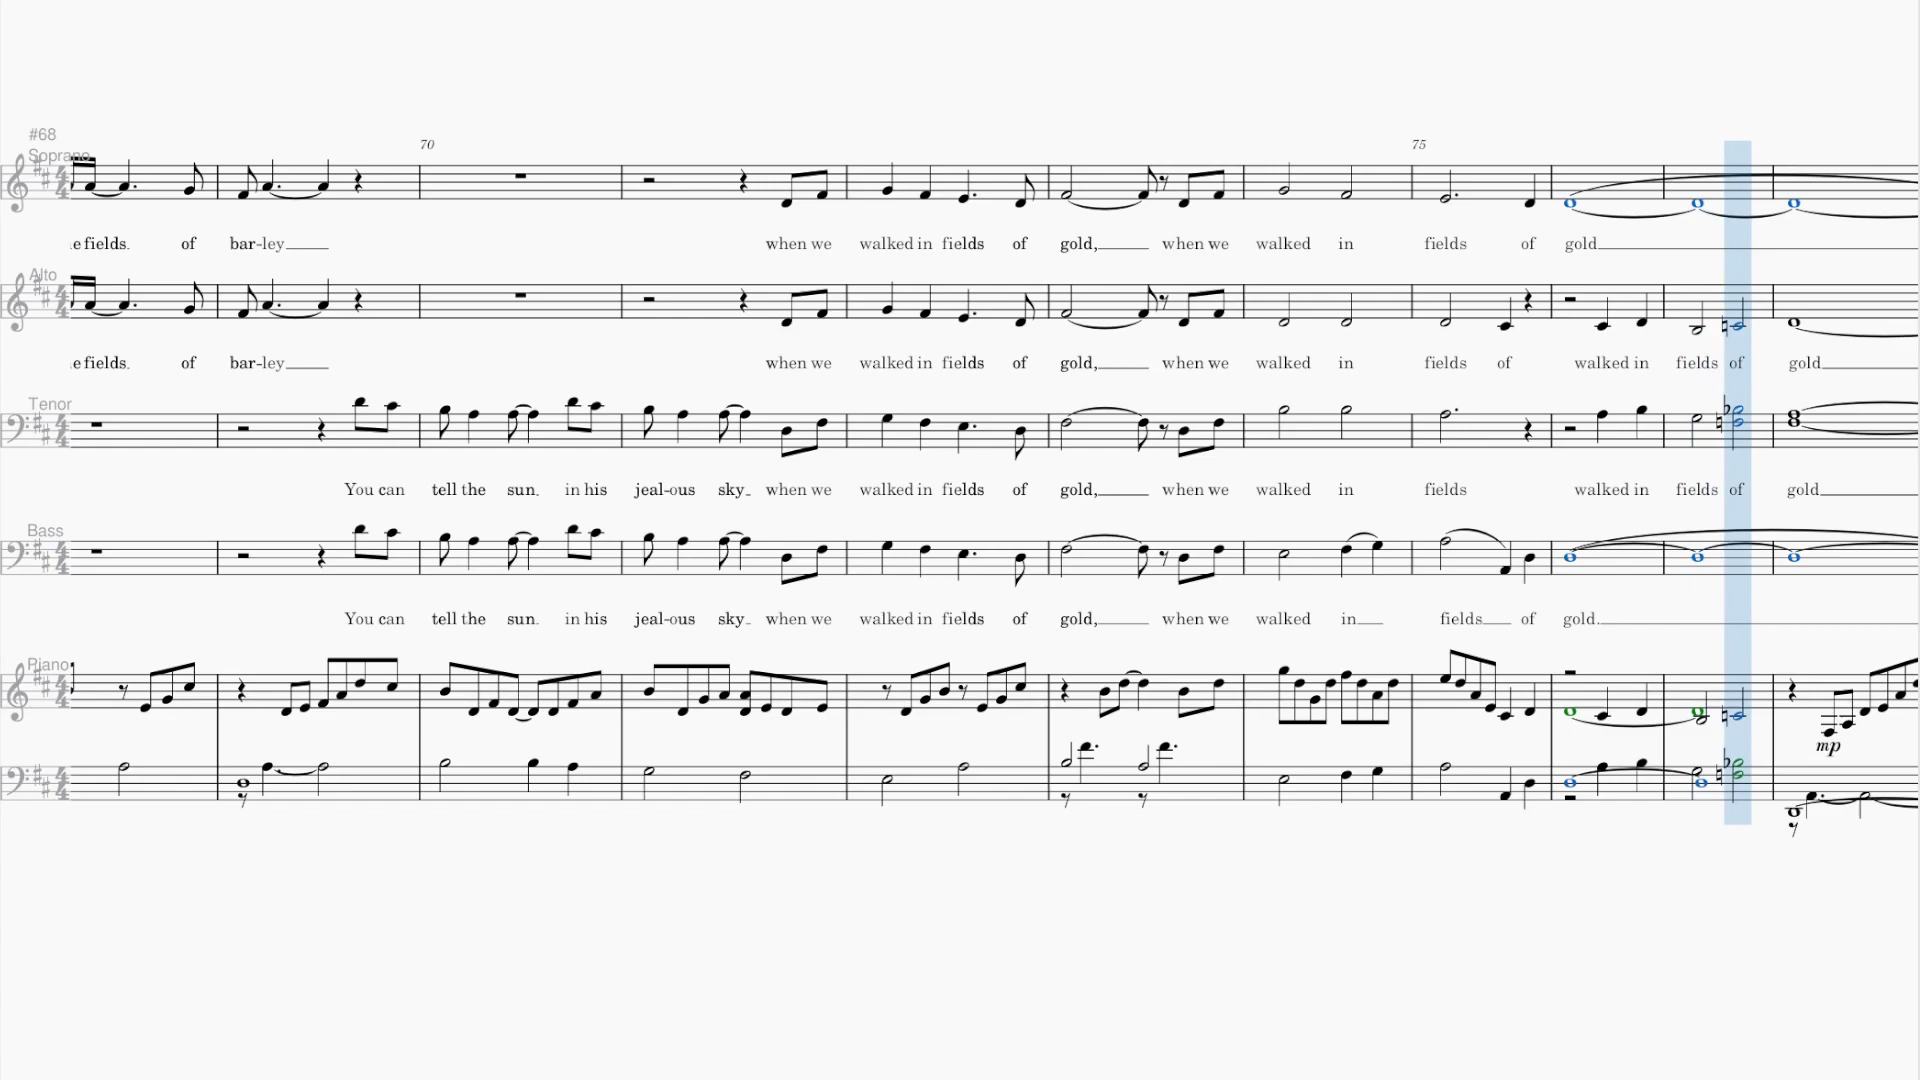 #68
70
75
Soprano
e fields. of bar-ley when we walked in fields of gold, when we walked in fields of gold
Alto
e fields. of bar-ley when we walked in fields of gold, when we walked in fields of walked in fields of gold
Tenor
You can tell the sun. in his jeal-ous sky when we walked in fields of gold, when we walked in fields walked in fields of gold
Bass
You can tell the sun. in his jeal-ous sky when we walked in fields of gold, when we walked in fields of gold.
Piano
mp